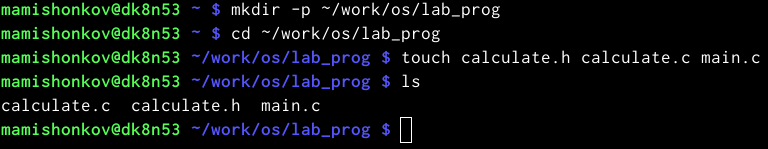 mamishonkov@dk8n53 ~ $ mkdir -p ~/work/os/lab_prog
mamishonkov@dk8n53 ~ $ cd ~/work/os/lab_prog
mamishonkov@dk8n53 ~/work/os/lab_prog $ touch calculate.h calculate.c main.c
mamishonkov@dk8n53 ~/work/os/lab_prog $ ls
calculate.c  calculate.h  main.c
mamishonkov@dk8n53 ~/work/os/lab_prog $